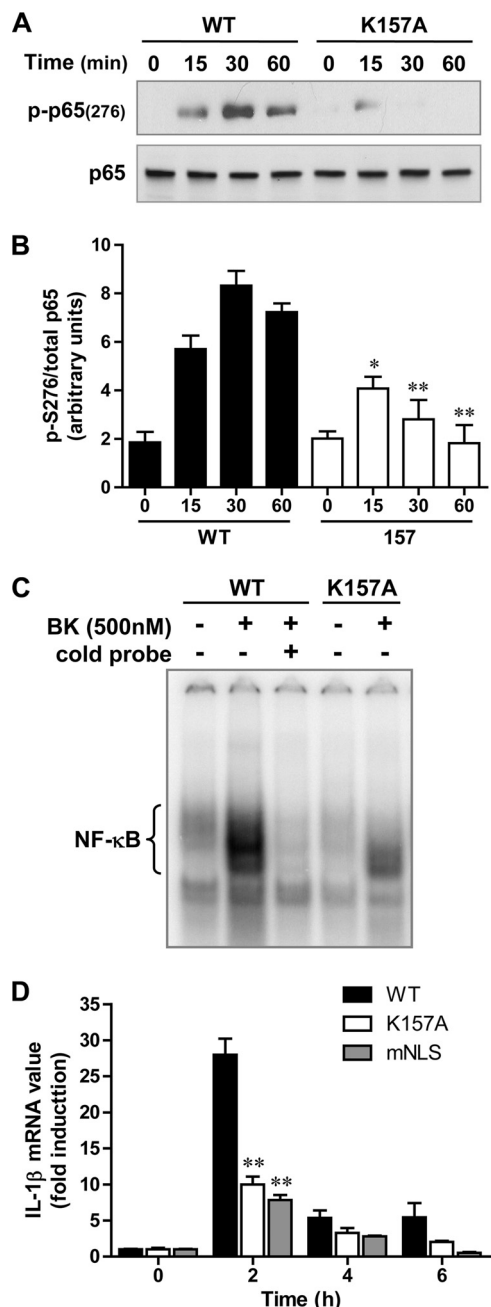 A
WT K157A
Time (min) 0 15 30 60 0 15 30 60
p-p65(276)
p65
B
p-S276/total p65
(arbitrary units)
10
8
6
4
2
0
* ** **
0 15 30 60 0 15 30 60
WT 157
C
WT K157A
BK (500nM) - + + - +
cold probe - - + - -
NF-κB
D
IL-1β mRNA value
(fold inducttion)
35
30
25
20
15
10
5
0
WT
K157A
mNLS
** **
0 2 4 6
Time (h)